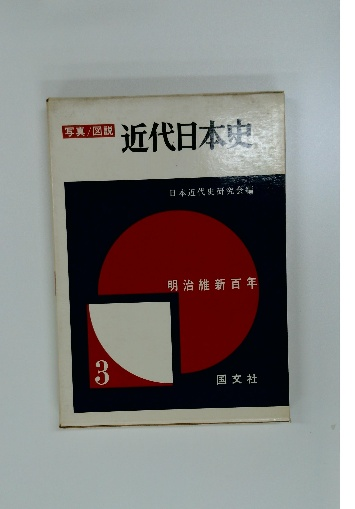 写真/図説 近代日本史
日本近代史研究会編
明治維新百年
3
国文社